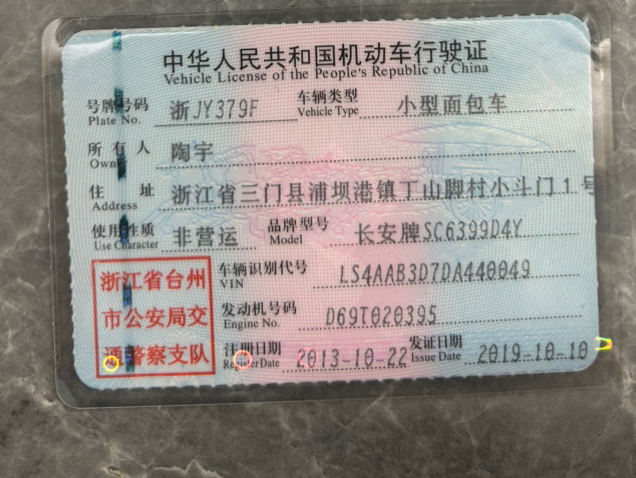 中华人民共和国机动车行驶证
Vehicle License of the People's Republic of China
号牌号码 浙JY379F 车辆类型 小型面包车
Plate No. Vehicle Type
所有人 陶宇
Owner
住址 浙江省三门县浦坝港镇丁山脚村小斗门1号
Address
使用性质 非营运 品牌型号 长安牌SC6399D4Y
Use Character Model
浙江省台州
市公安局交
通警察支队
车辆识别代号 LS4AAB3D7DA440049
VIN
发动机号码 D69T020395
Engine No.
注册日期 2013-10-22 发证日期 2019-10-10
Register Date Issue Date